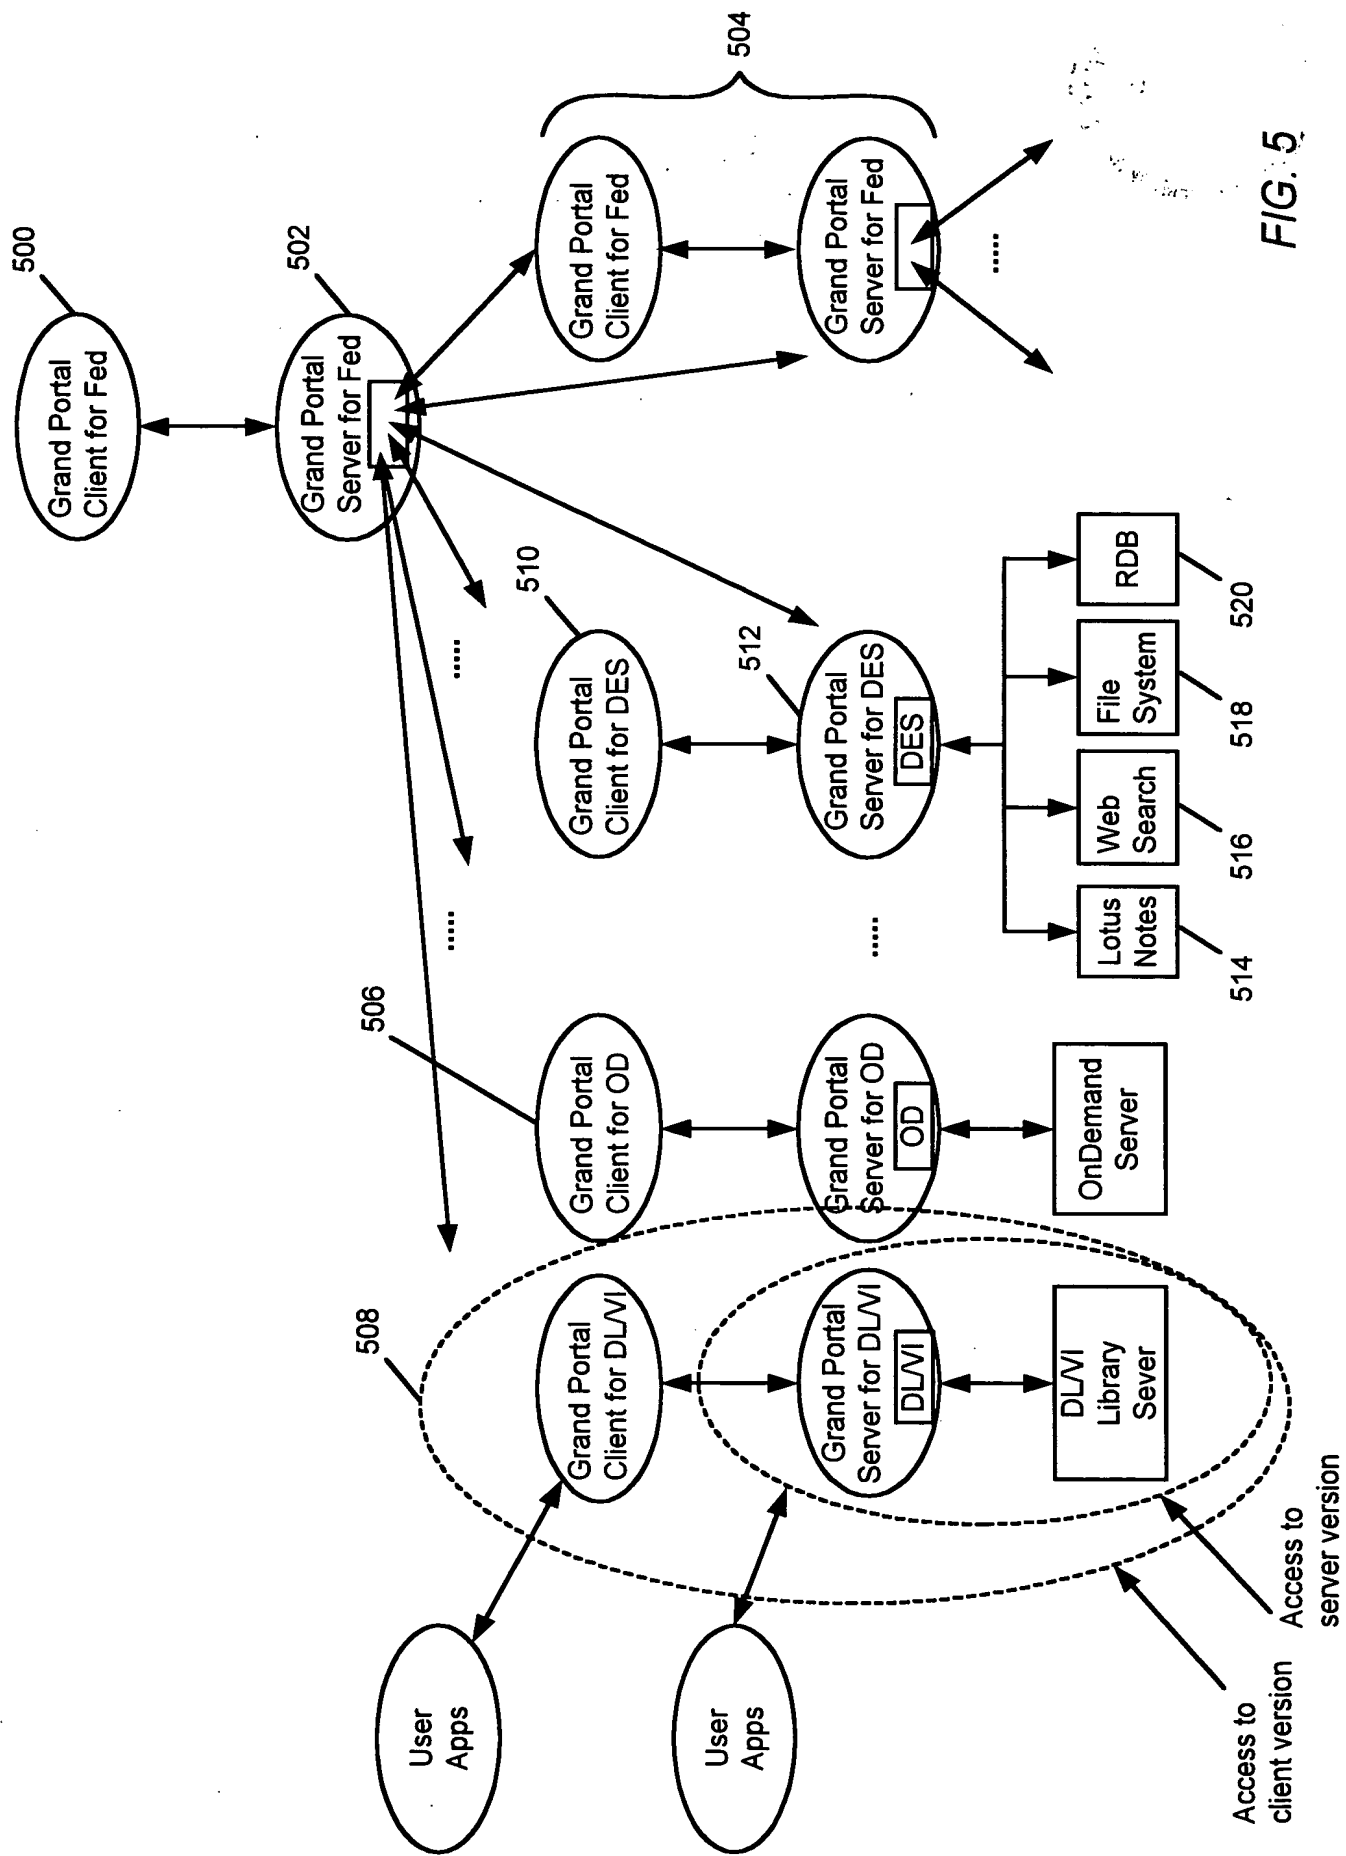 500
Grand Portal
Client for Fed
502
Grand Portal
Server for Fed
504
Grand Portal
Client for Fed
Grand Portal
Server for Fed
.....
.....
.....
510
Grand Portal
Client for DES
512
Grand Portal
Server for DES
DES
.....
Lotus
Notes
Web
Search
File
System
RDB
514
516
518
520
506
Grand Portal
Client for OD
Grand Portal
Server for OD
OD
OnDemand
Server
508
Grand Portal
Client for DL/VI
Grand Portal
Server for DL/VI
DL/VI
DL/VI
Library
Sever
User
Apps
User
Apps
Access to
client version
Access to
server version
FIG. 5